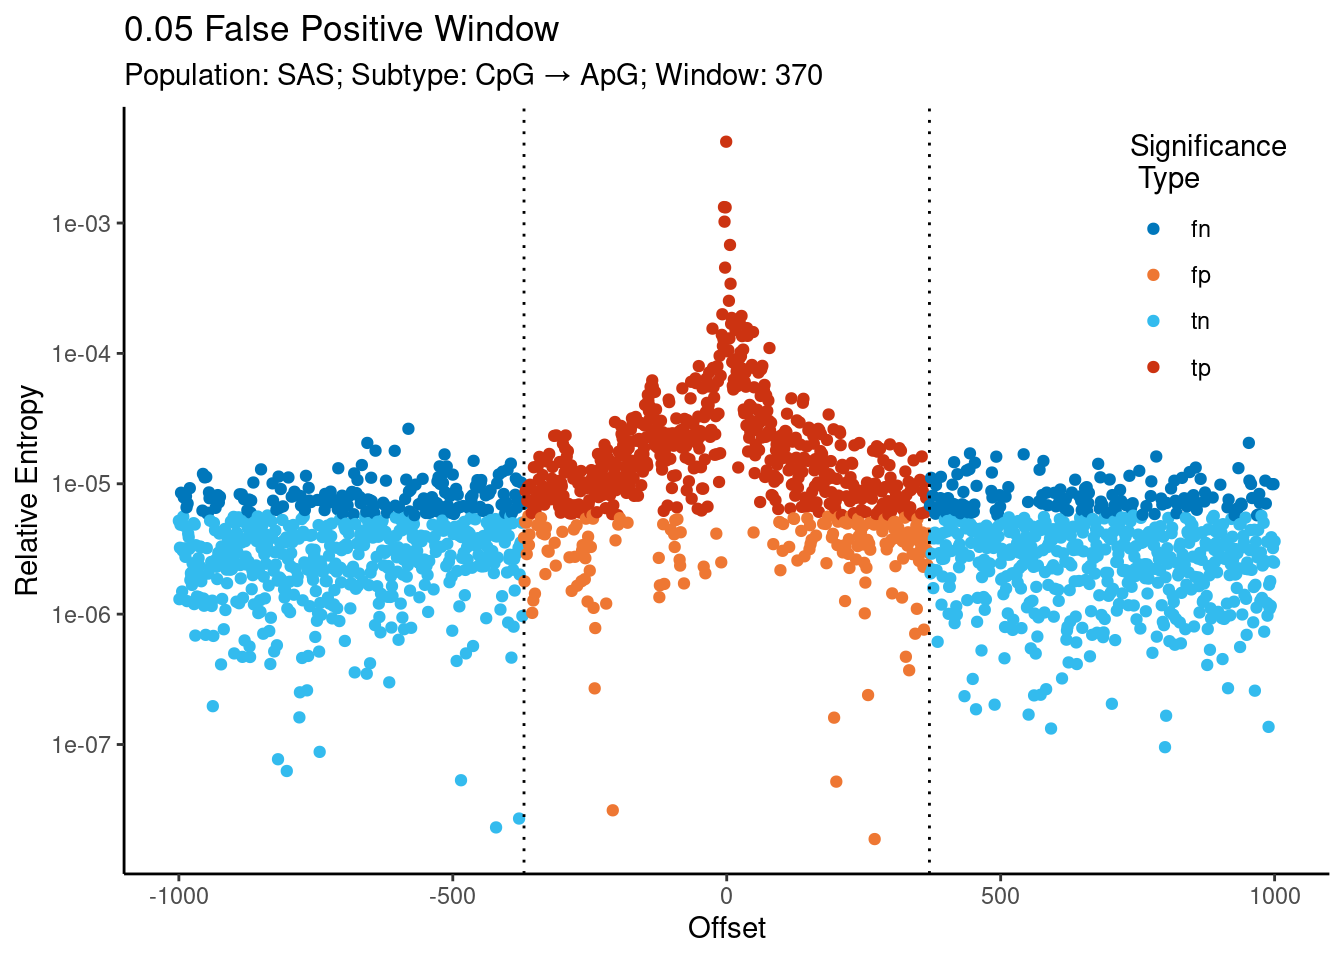 0.05 False Positive Window
Population: SAS; Subtype: CpG → ApG; Window: 370
Significance
Type
fn
fp
tn
tp
Relative Entropy
1e-03
1e-04
1e-05
1e-06
1e-07
-1000
-500
0
500
1000
Offset